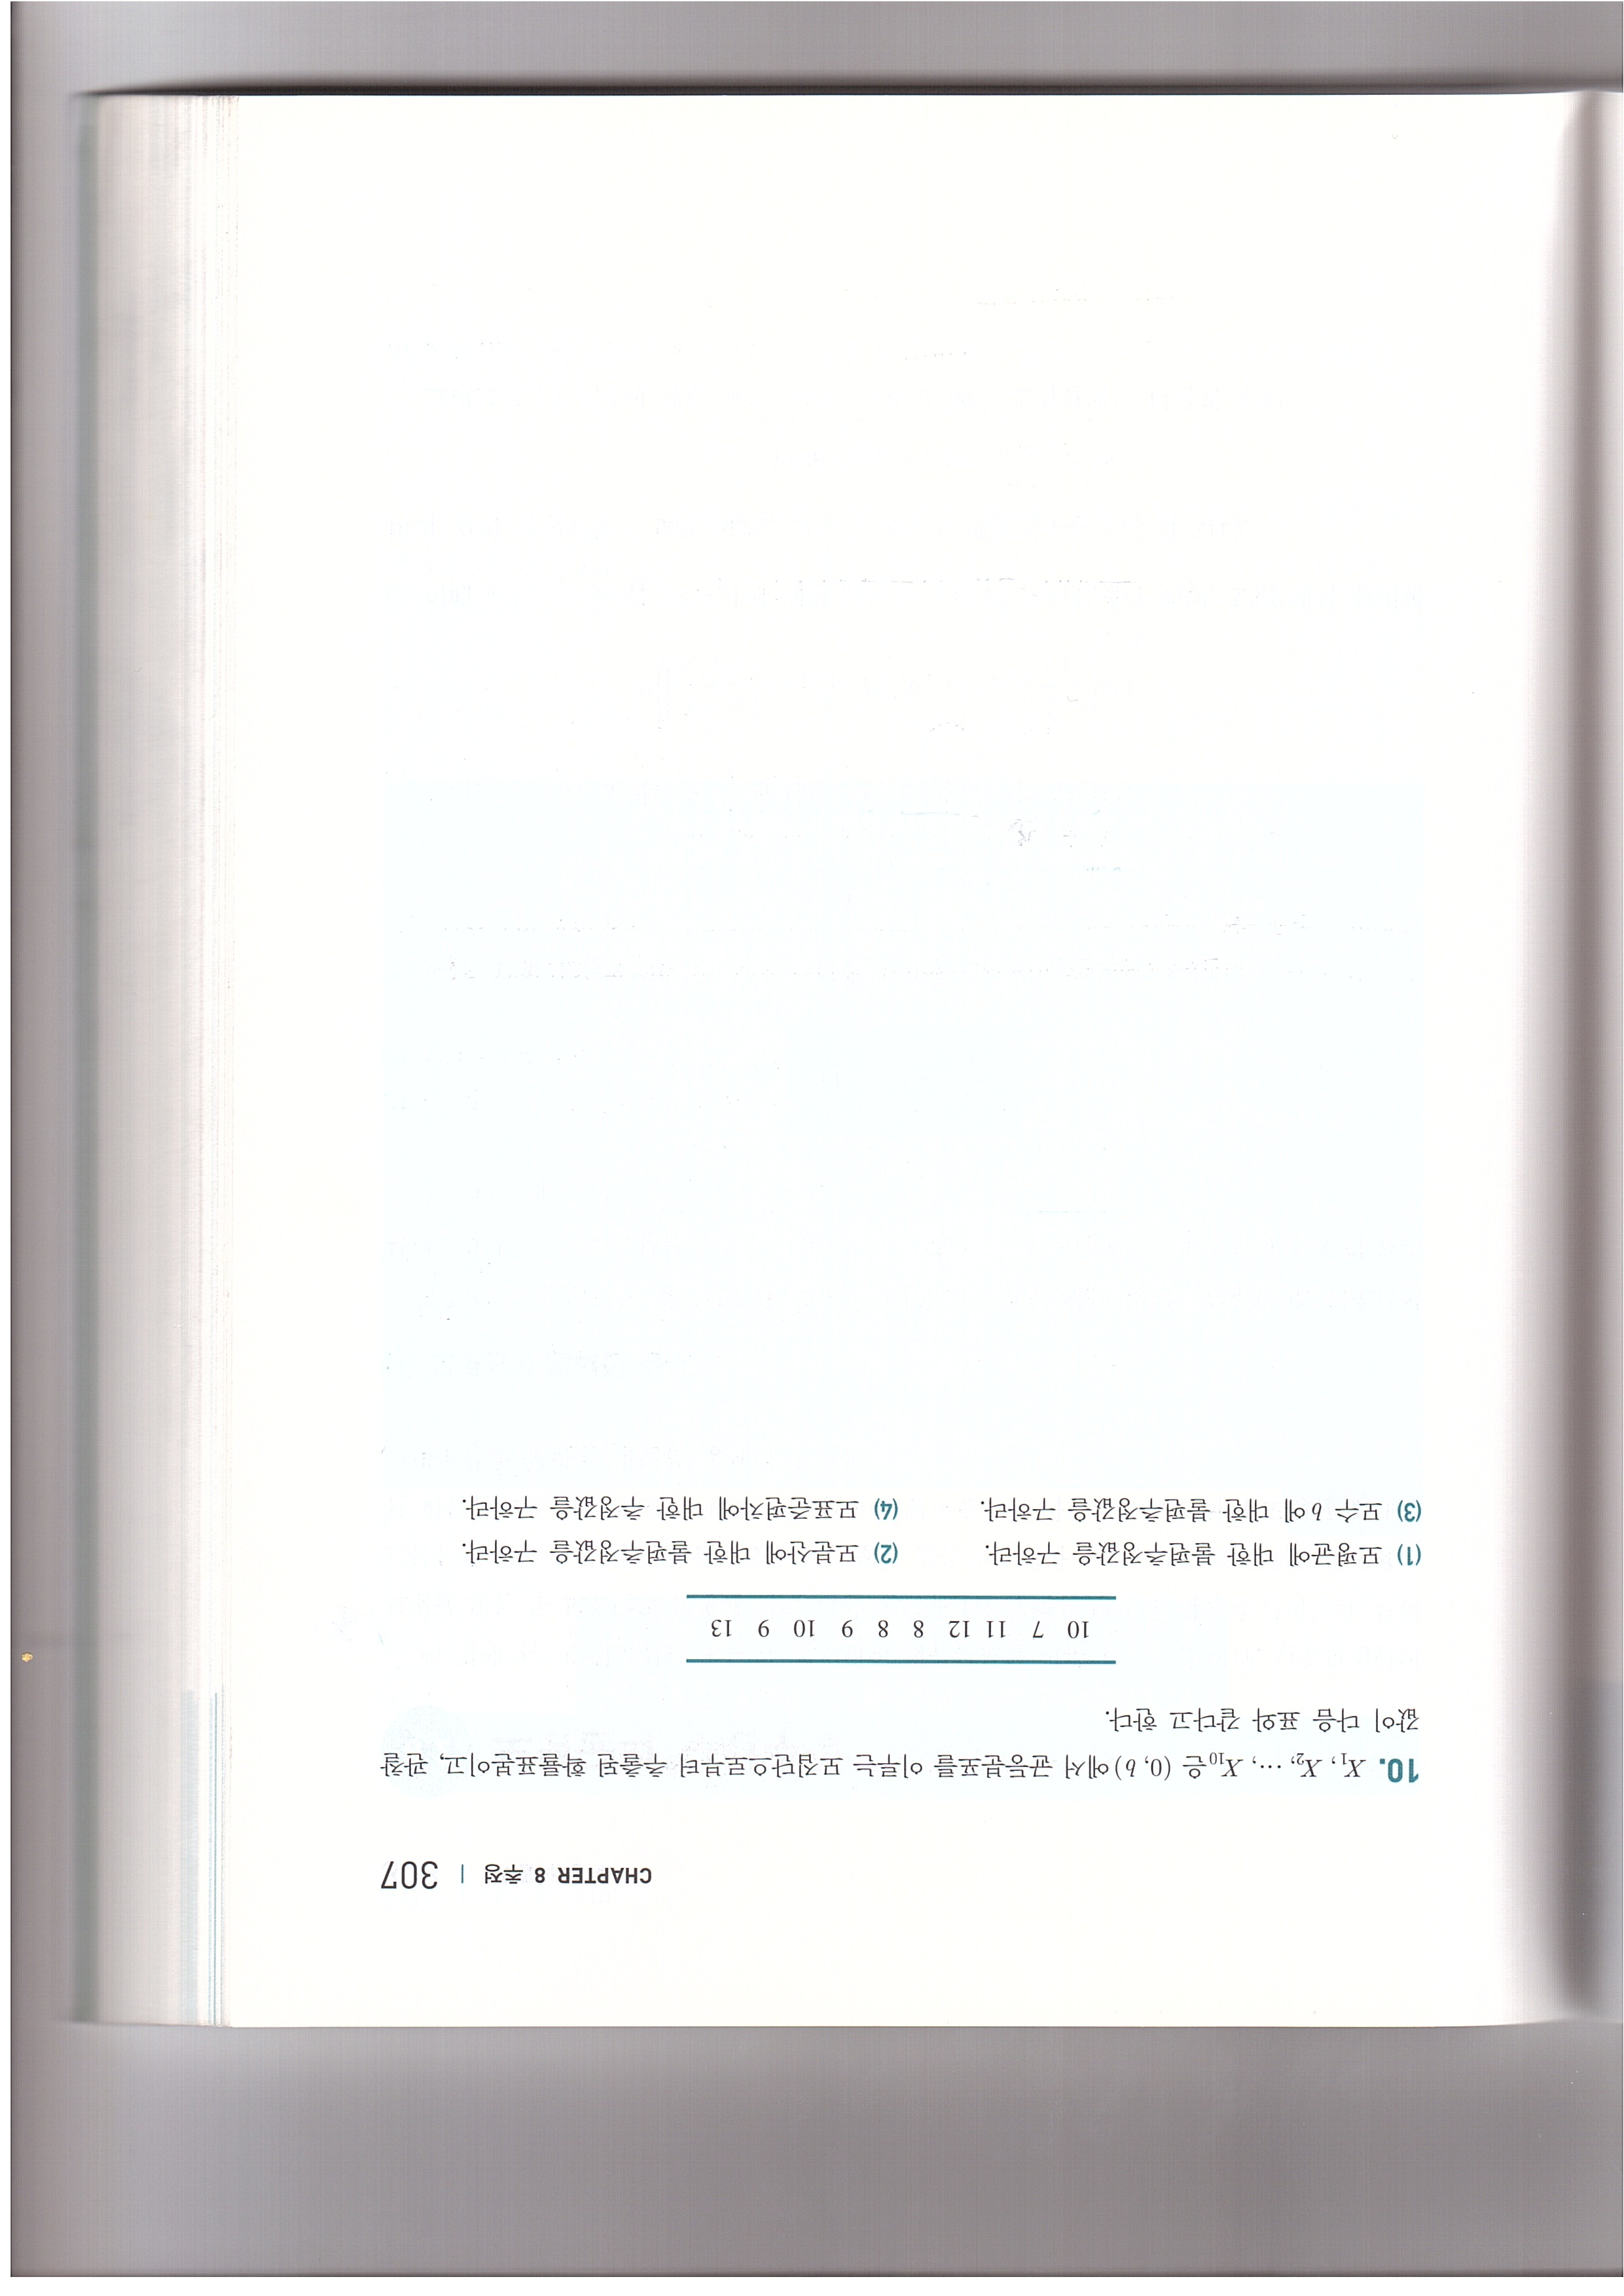 CHAPTER 8 추정 | 307
10. X₁, X₂, ⋯, X₁₀은 (0, b)에서 균등분포를 이루는 모집단으로부터 추출된 확률표본이고, 관찰
값이 다음 표와 같다고 한다.
10 7 11 12 8 8 9 10 9 13
(1) 모평균에 대한 불편추정값을 구하라. (2) 모분산에 대한 불편추정값을 구하라.
(3) 모수 b에 대한 불편추정값을 구하라. (4) 모표준편차에 대한 추정값을 구하라.